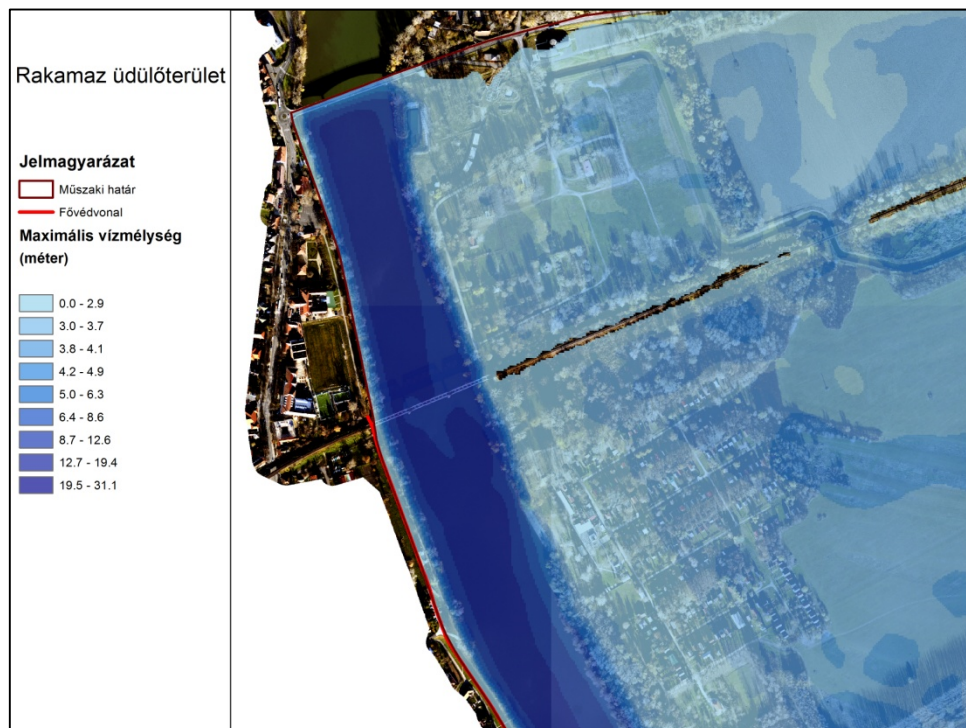 Rakamaz üdülőterület
Jelmagyarázat
Műszaki határ
Fővédvonal
Maximális vízmélység
(méter)
0.0 - 2.9
3.0 - 3.7
3.8 - 4.1
4.2 - 4.9
5.0 - 6.3
6.4 - 8.6
8.7 - 12.6
12.7 - 19.4
19.5 - 31.1